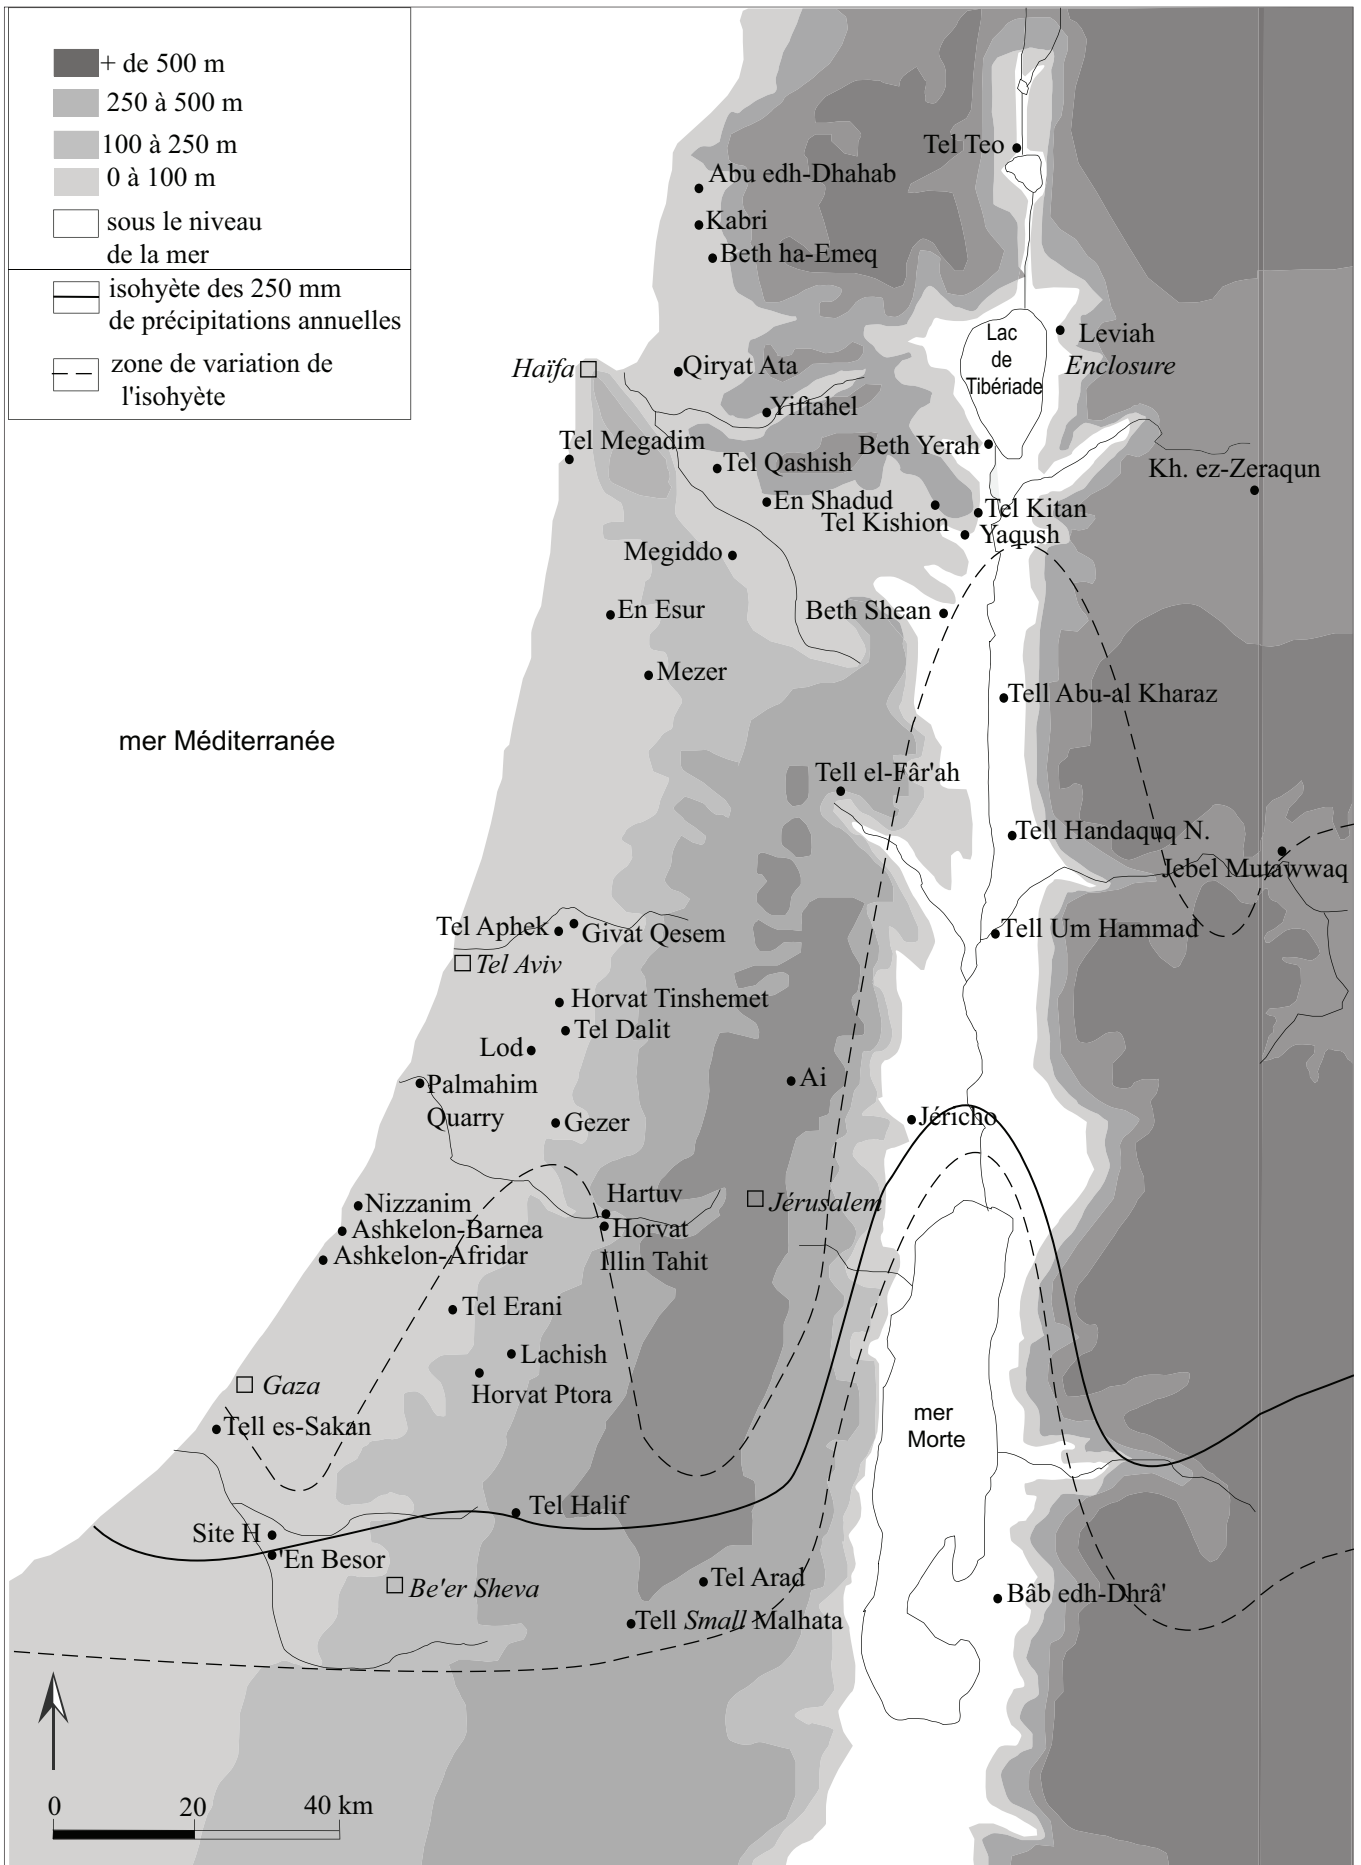 + de 500 m
250 à 500 m
100 à 250 m
0 à 100 m
sous le niveau
de la mer
isohyète des 250 mm
de précipitations annuelles
zone de variation de
l'isohyète
Tel Teo
Abu edh-Dhahab
Kabri
Beth ha-Emeq
Lac
de
Tibériade
Leviah
Enclosure
Haïfa
Qiryat Ata
Yiftahel
Tel Megadim
Beth Yerah
Tel Qashish
Kh. ez-Zeraqun
En Shadud
Tel Kishion
Tel Kitan
Yaqush
Megiddo
En Esur
Beth Shean
Mezer
Tell Abu-al Kharaz
mer Méditerranée
Tell el-Fâr'ah
Tell Handaquq N.
Jebel Mutawwaq
Tel Aphek
Givat Qesem
Tell Um Hammad
Tel Aviv
Horvat Tinshemet
Tel Dalit
Lod
Ai
Palmahim
Quarry
Gezer
Jéricho
Nizzanim
Hartuv
Jérusalem
Ashkelon-Barnea
Horvat
Illin Tahit
Ashkelon-Afridar
Tel Erani
Lachish
Gaza
Horvat Ptora
Tell es-Sakan
mer
Morte
Tel Halif
Site H
'En Besor
Be'er Sheva
Tel Arad
Bâb edh-Dhrâ'
Tell Small Malhata
0 20 40 km